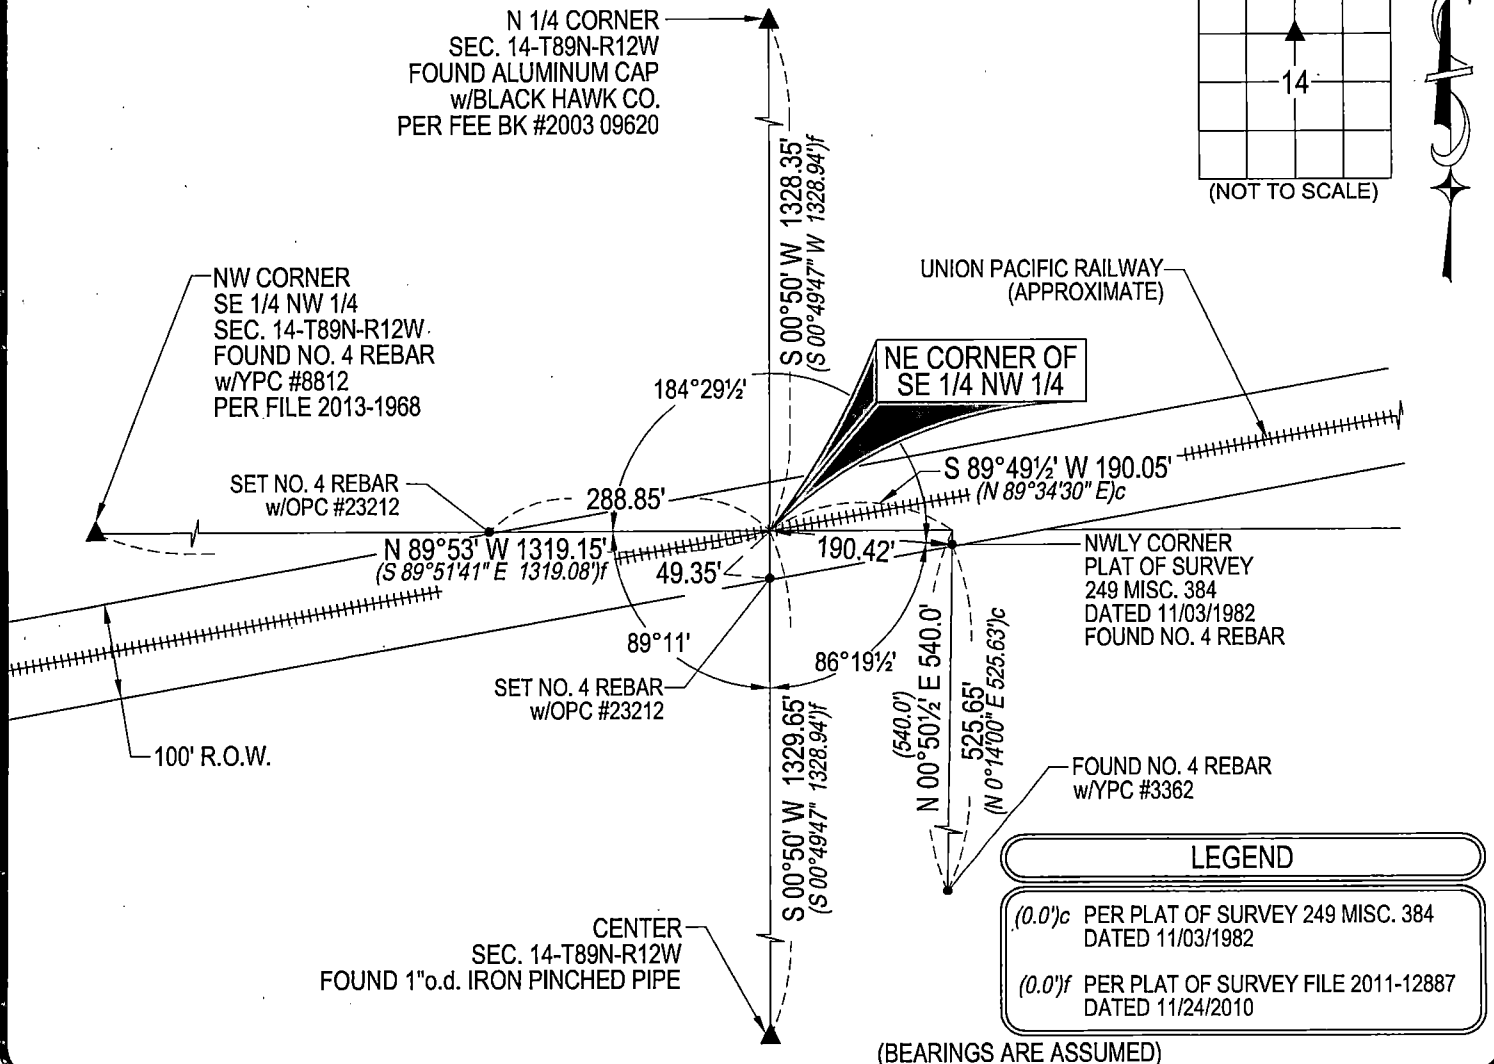 N 1/4 CORNER
SEC. 14-T89N-R12W
FOUND ALUMINUM CAP
w/BLACK HAWK CO.
PER FEE BK #2003 09620
14
(NOT TO SCALE)
S 00°50' W 1328.35'
(S 00°49'47" W 1328.94')f
NW CORNER
SE 1/4 NW 1/4
SEC. 14-T89N-R12W
FOUND NO. 4 REBAR
w/YPC #8812
PER FILE 2013-1968
UNION PACIFIC RAILWAY
(APPROXIMATE)
NE CORNER OF
SE 1/4 NW 1/4
184°29½'
SET NO. 4 REBAR
w/OPC #23212
288.85'
S 89°49½' W 190.05'
(N 89°34'30" E)c
N 89°53' W 1319.15'
(S 89°51'41" E 1319.08')f
49.35'
190.42'
NWLY CORNER
PLAT OF SURVEY
249 MISC. 384
DATED 11/03/1982
FOUND NO. 4 REBAR
89°11'
86°19½'
SET NO. 4 REBAR
w/OPC #23212
100' R.O.W.
S 00°50' W 1329.65'
(S 00°49'47" 1328.94')f
(540.0')
N 00°50½' E 540.0'
525.65'
(N 0°14'00" E 525.63')c
FOUND NO. 4 REBAR
w/YPC #3362
CENTER
SEC. 14-T89N-R12W
FOUND 1"o.d. IRON PINCHED PIPE
LEGEND
(0.0')c PER PLAT OF SURVEY 249 MISC. 384
DATED 11/03/1982
(0.0')f PER PLAT OF SURVEY FILE 2011-12887
DATED 11/24/2010
(BEARINGS ARE ASSUMED)